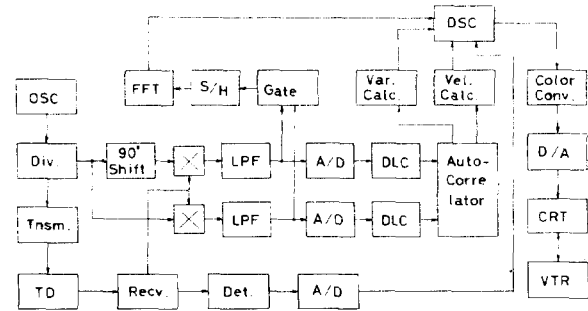 DSC
FFT
S/H
Gate
Var.
Calc.
Vel.
Calc.
Color
Conv.
OSC
Div.
90°
Shift
LPF
A/D
DLC
Auto-
Corre
lator
D/A
Tnsm.
LPF
A/D
DLC
CRT
TD
Recv.
Det.
A/D
VTR